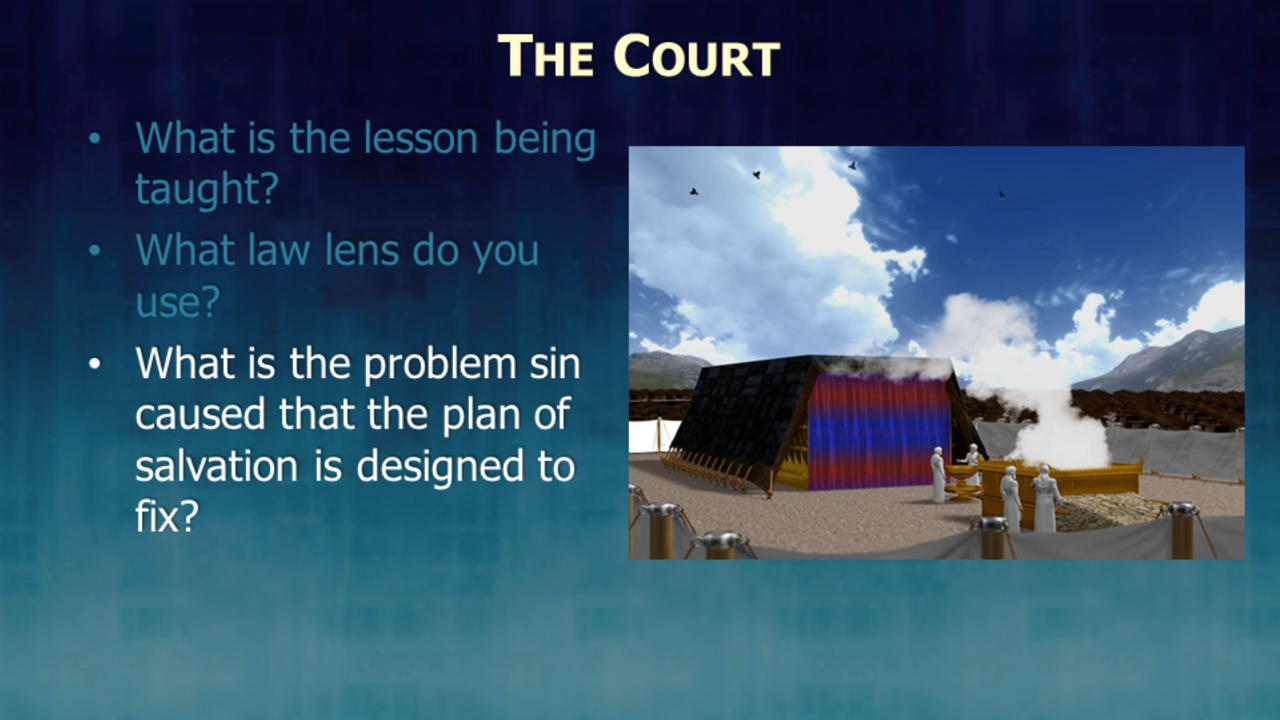 THE COURT
• What is the lesson being
taught?
• What law lens do you
use?
• What is the problem sin
caused that the plan of
salvation is designed to
fix?